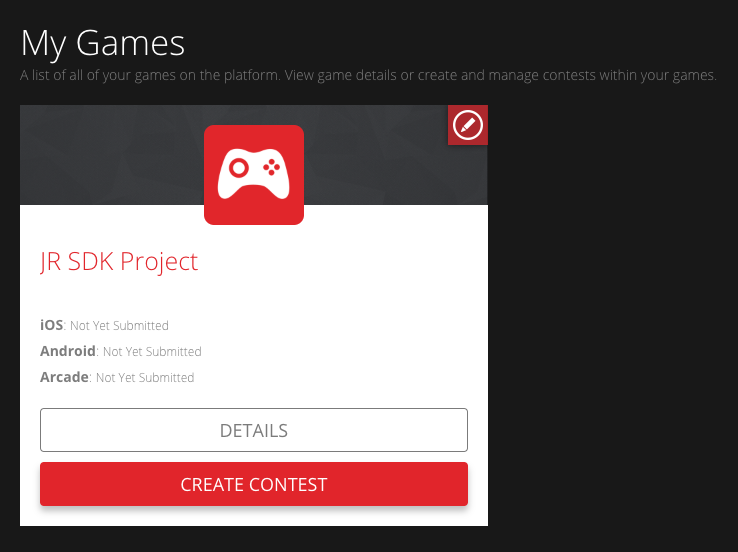 My Games
A list of all of your games on the platform. View game details or create and manage contests within your games.
JR SDK Project
iOS: Not Yet Submitted
Android: Not Yet Submitted
Arcade: Not Yet Submitted
DETAILS
CREATE CONTEST